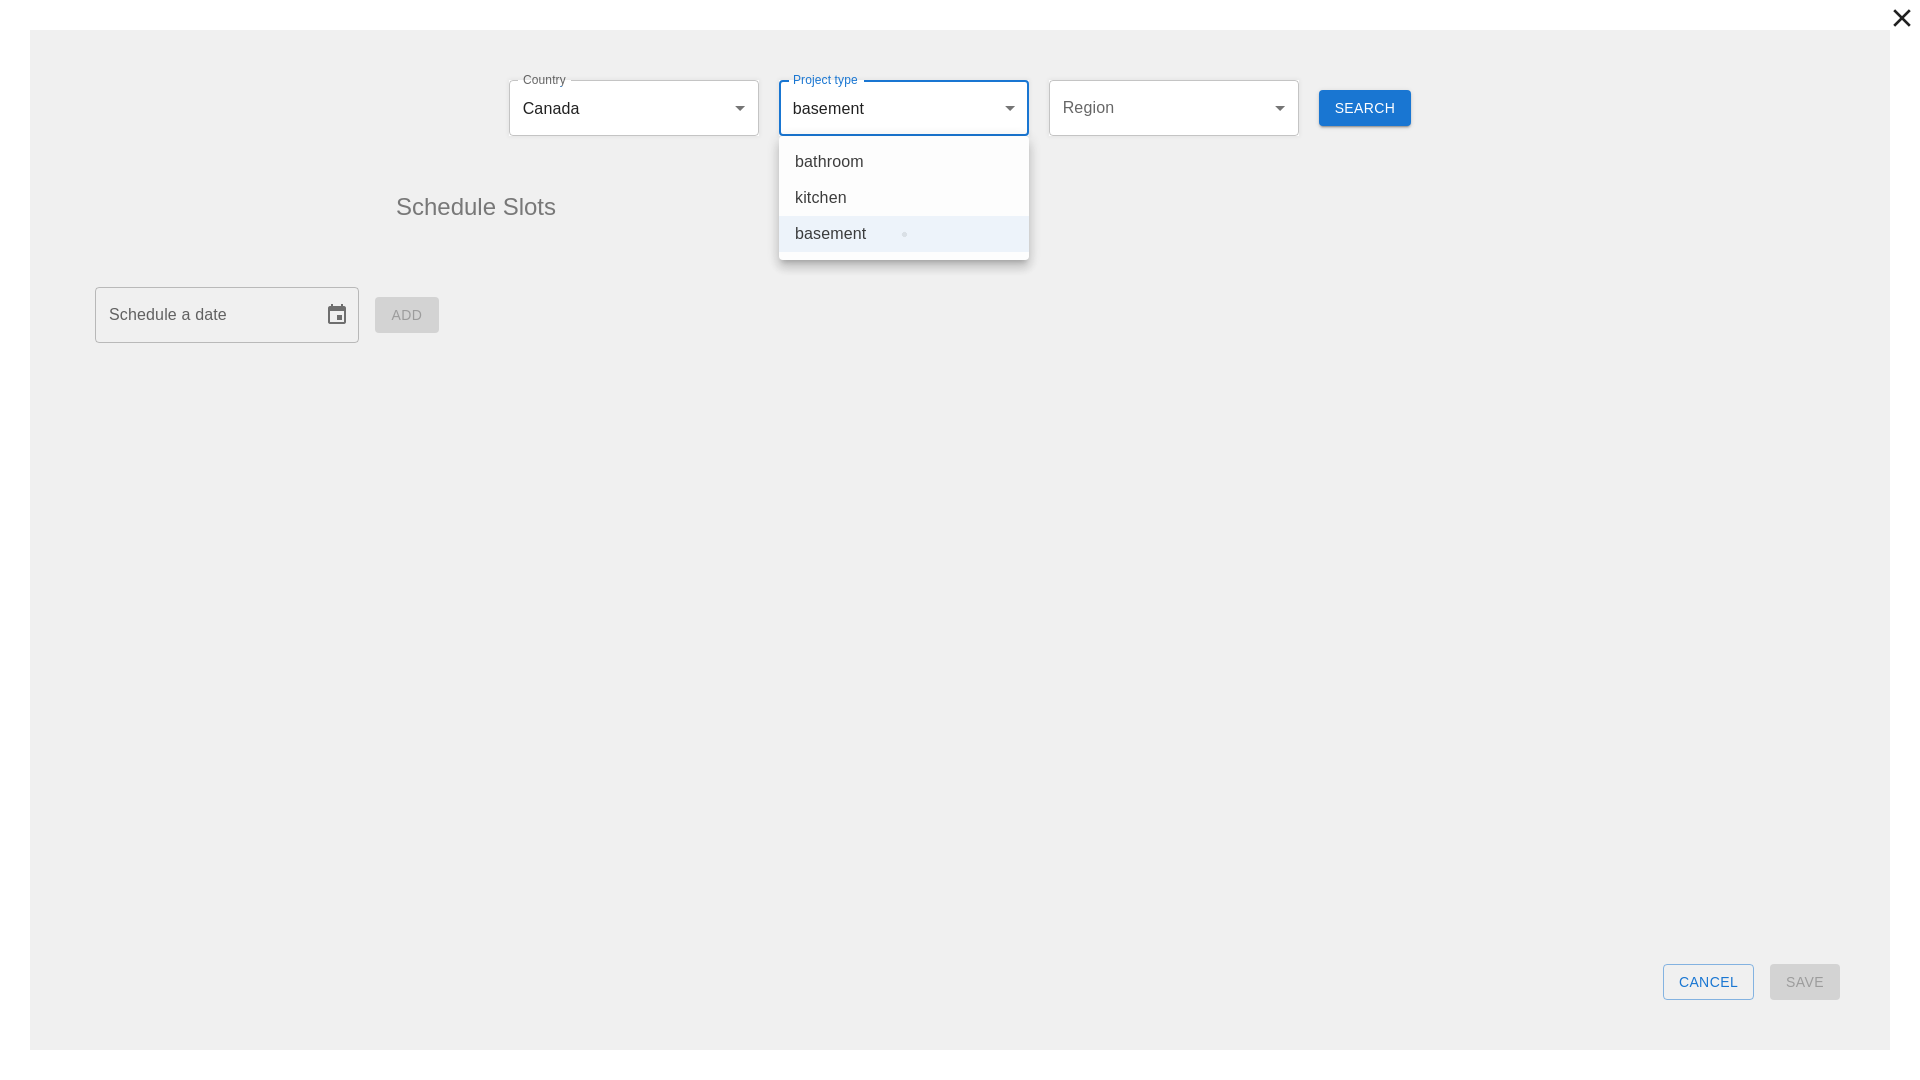 Country
Canada
Project type
basement
Region
SEARCH
bathroom
kitchen
basement
Schedule Slots
Schedule a date
ADD
CANCEL
SAVE